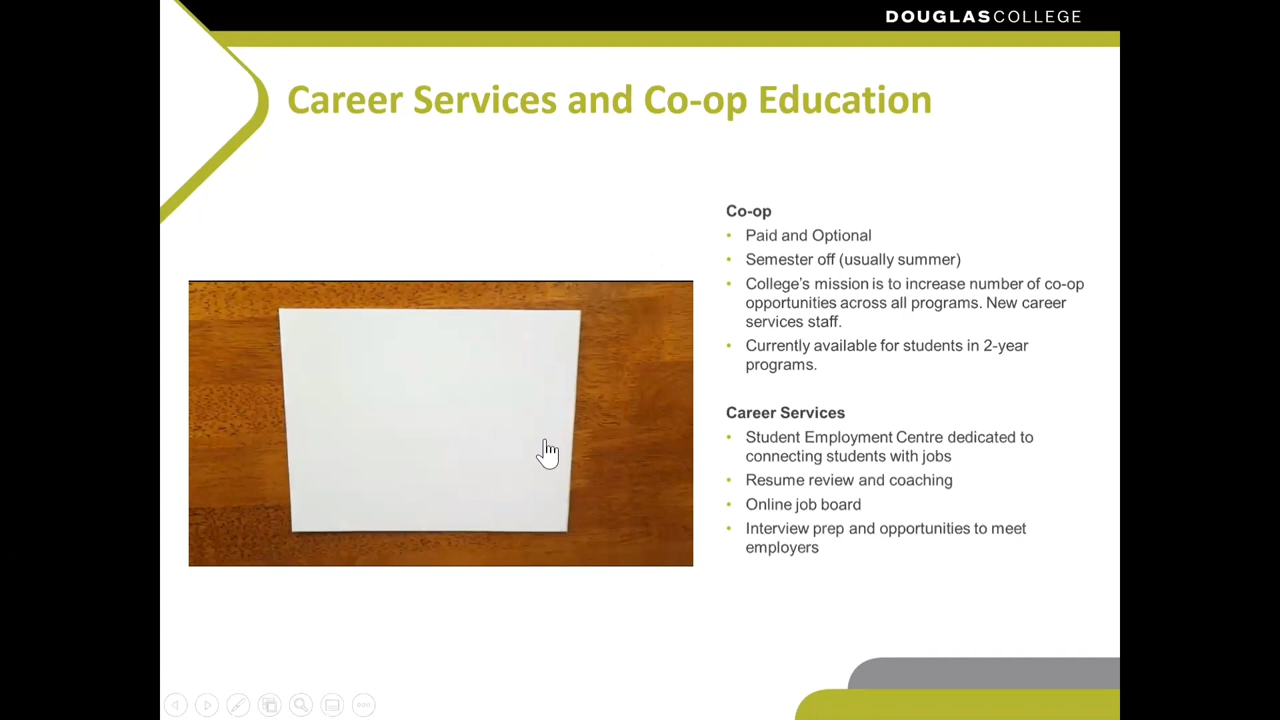 DOUGLASCOLLEGE
Career Services and Co-op Education
Co-op
• Paid and Optional
• Semester off (usually summer)
• College’s mission is to increase number of co-op
opportunities across all programs. New career
services staff.
• Currently available for students in 2-year
programs.
Career Services
• Student Employment Centre dedicated to
connecting students with jobs
• Resume review and coaching
• Online job board
• Interview prep and opportunities to meet
employers